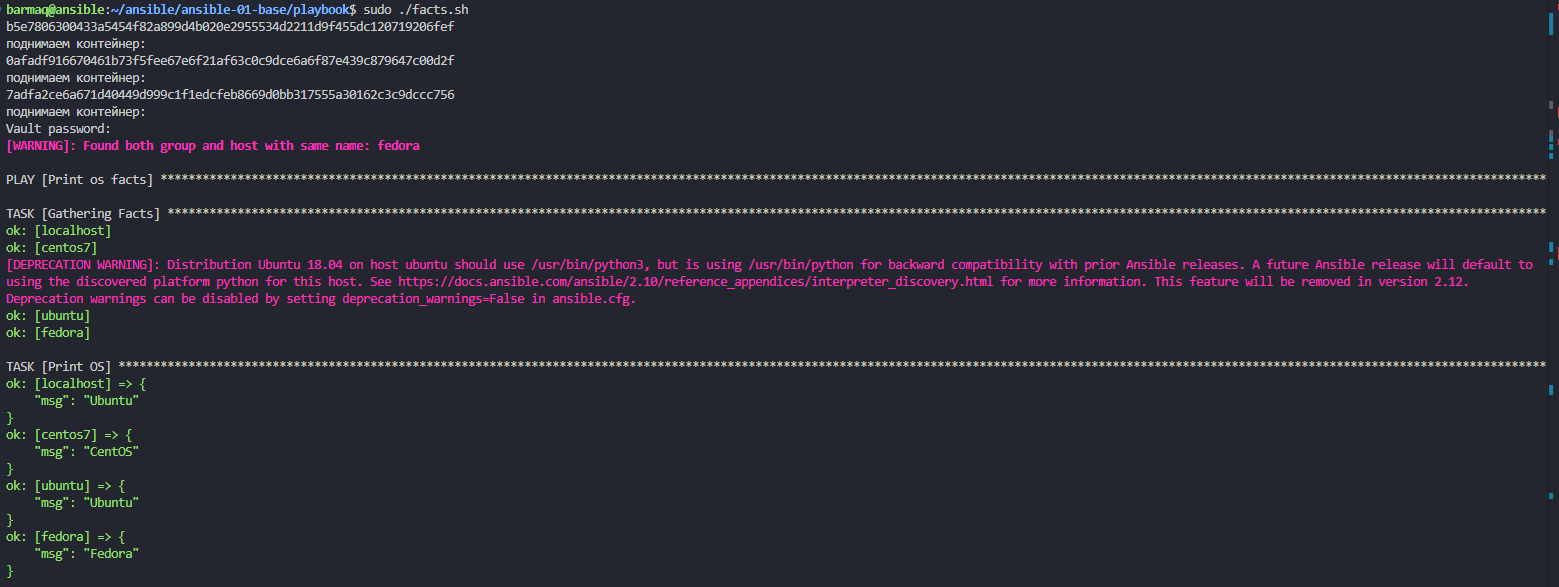 barmaq@ansible:~/ansible/ansible-01-base/playbook$ sudo ./facts.sh
b5e7806300433a5454f82a899d4b020e2955534d2211d9f455dc120719206fef
поднимаем контейнер:
0afadf916670461b73f5fee67e6f21af63c0c9dce6a6f87e439c879647c00d2f
поднимаем контейнер:
7adfa2ce6a671d40449d999c1f1edcfeb8669d0bb317555a30162c3c9dccc756
поднимаем контейнер:
Vault password:
[WARNING]: Found both group and host with same name: fedora
PLAY [Print os facts] ****************************************************************************************************************************************************************************************************
TASK [Gathering Facts] ***************************************************************************************************************************************************************************************************
ok: [localhost]
ok: [centos7]
[DEPRECATION WARNING]: Distribution Ubuntu 18.04 on host ubuntu should use /usr/bin/python3, but is using /usr/bin/python for backward compatibility with prior Ansible releases. A future Ansible release will default to
using the discovered platform python for this host. See https://docs.ansible.com/ansible/2.10/reference_appendices/interpreter_discovery.html for more information. This feature will be removed in version 2.12.
Deprecation warnings can be disabled by setting deprecation_warnings=False in ansible.cfg.
ok: [ubuntu]
ok: [fedora]
TASK [Print OS] **********************************************************************************************************************************************************************************************************
ok: [localhost] => {
    "msg": "Ubuntu"
}
ok: [centos7] => {
    "msg": "CentOS"
}
ok: [ubuntu] => {
    "msg": "Ubuntu"
}
ok: [fedora] => {
    "msg": "Fedora"
}